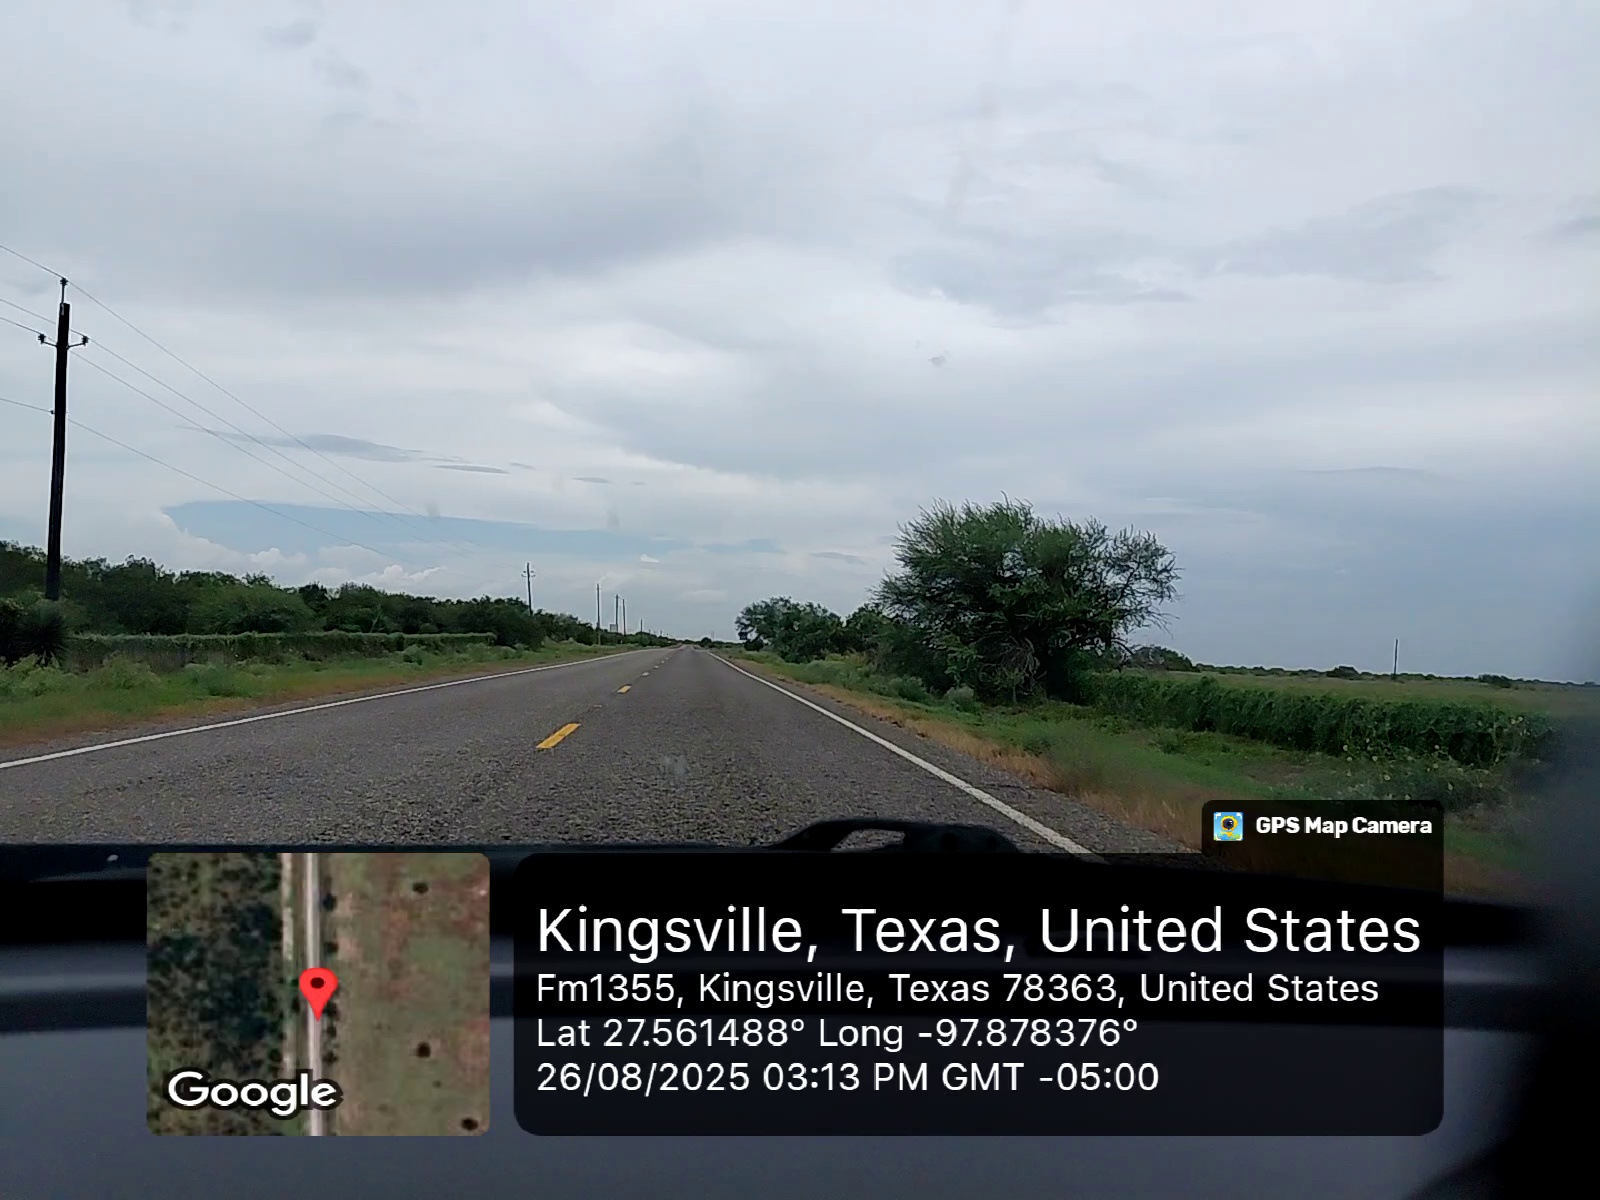 GPS Map Camera
Kingsville, Texas, United States
Fm1355, Kingsville, Texas 78363, United States
Lat 27.561488° Long -97.878376°
26/08/2025 03:13 PM GMT -05:00
Google